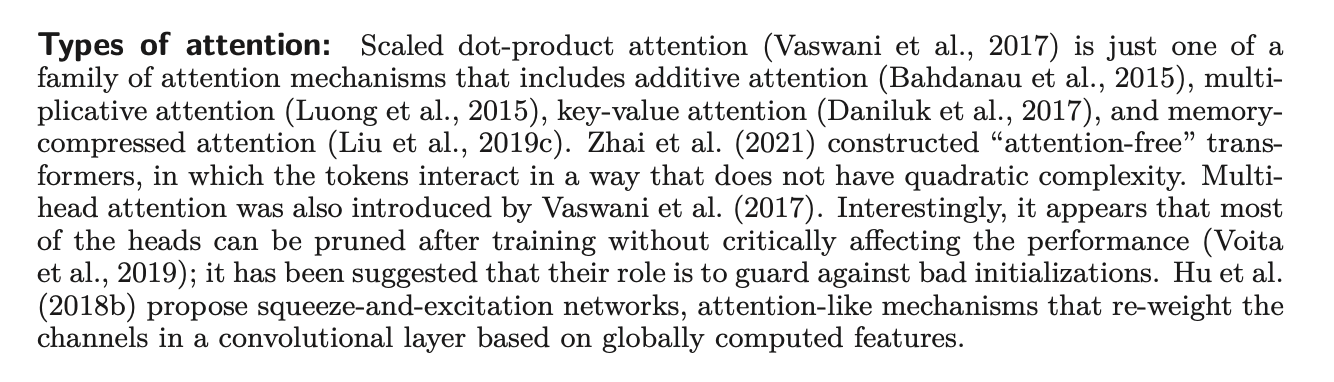 Types of attention: Scaled dot-product attention (Vaswani et al., 2017) is just one of a
family of attention mechanisms that includes additive attention (Bahdanau et al., 2015), multi-
plicative attention (Luong et al., 2015), key-value attention (Daniluk et al., 2017), and memory-
compressed attention (Liu et al., 2019c). Zhai et al. (2021) constructed “attention-free” trans-
formers, in which the tokens interact in a way that does not have quadratic complexity. Multi-
head attention was also introduced by Vaswani et al. (2017). Interestingly, it appears that most
of the heads can be pruned after training without critically affecting the performance (Voita
et al., 2019); it has been suggested that their role is to guard against bad initializations. Hu et al.
(2018b) propose squeeze-and-excitation networks, attention-like mechanisms that re-weight the
channels in a convolutional layer based on globally computed features.